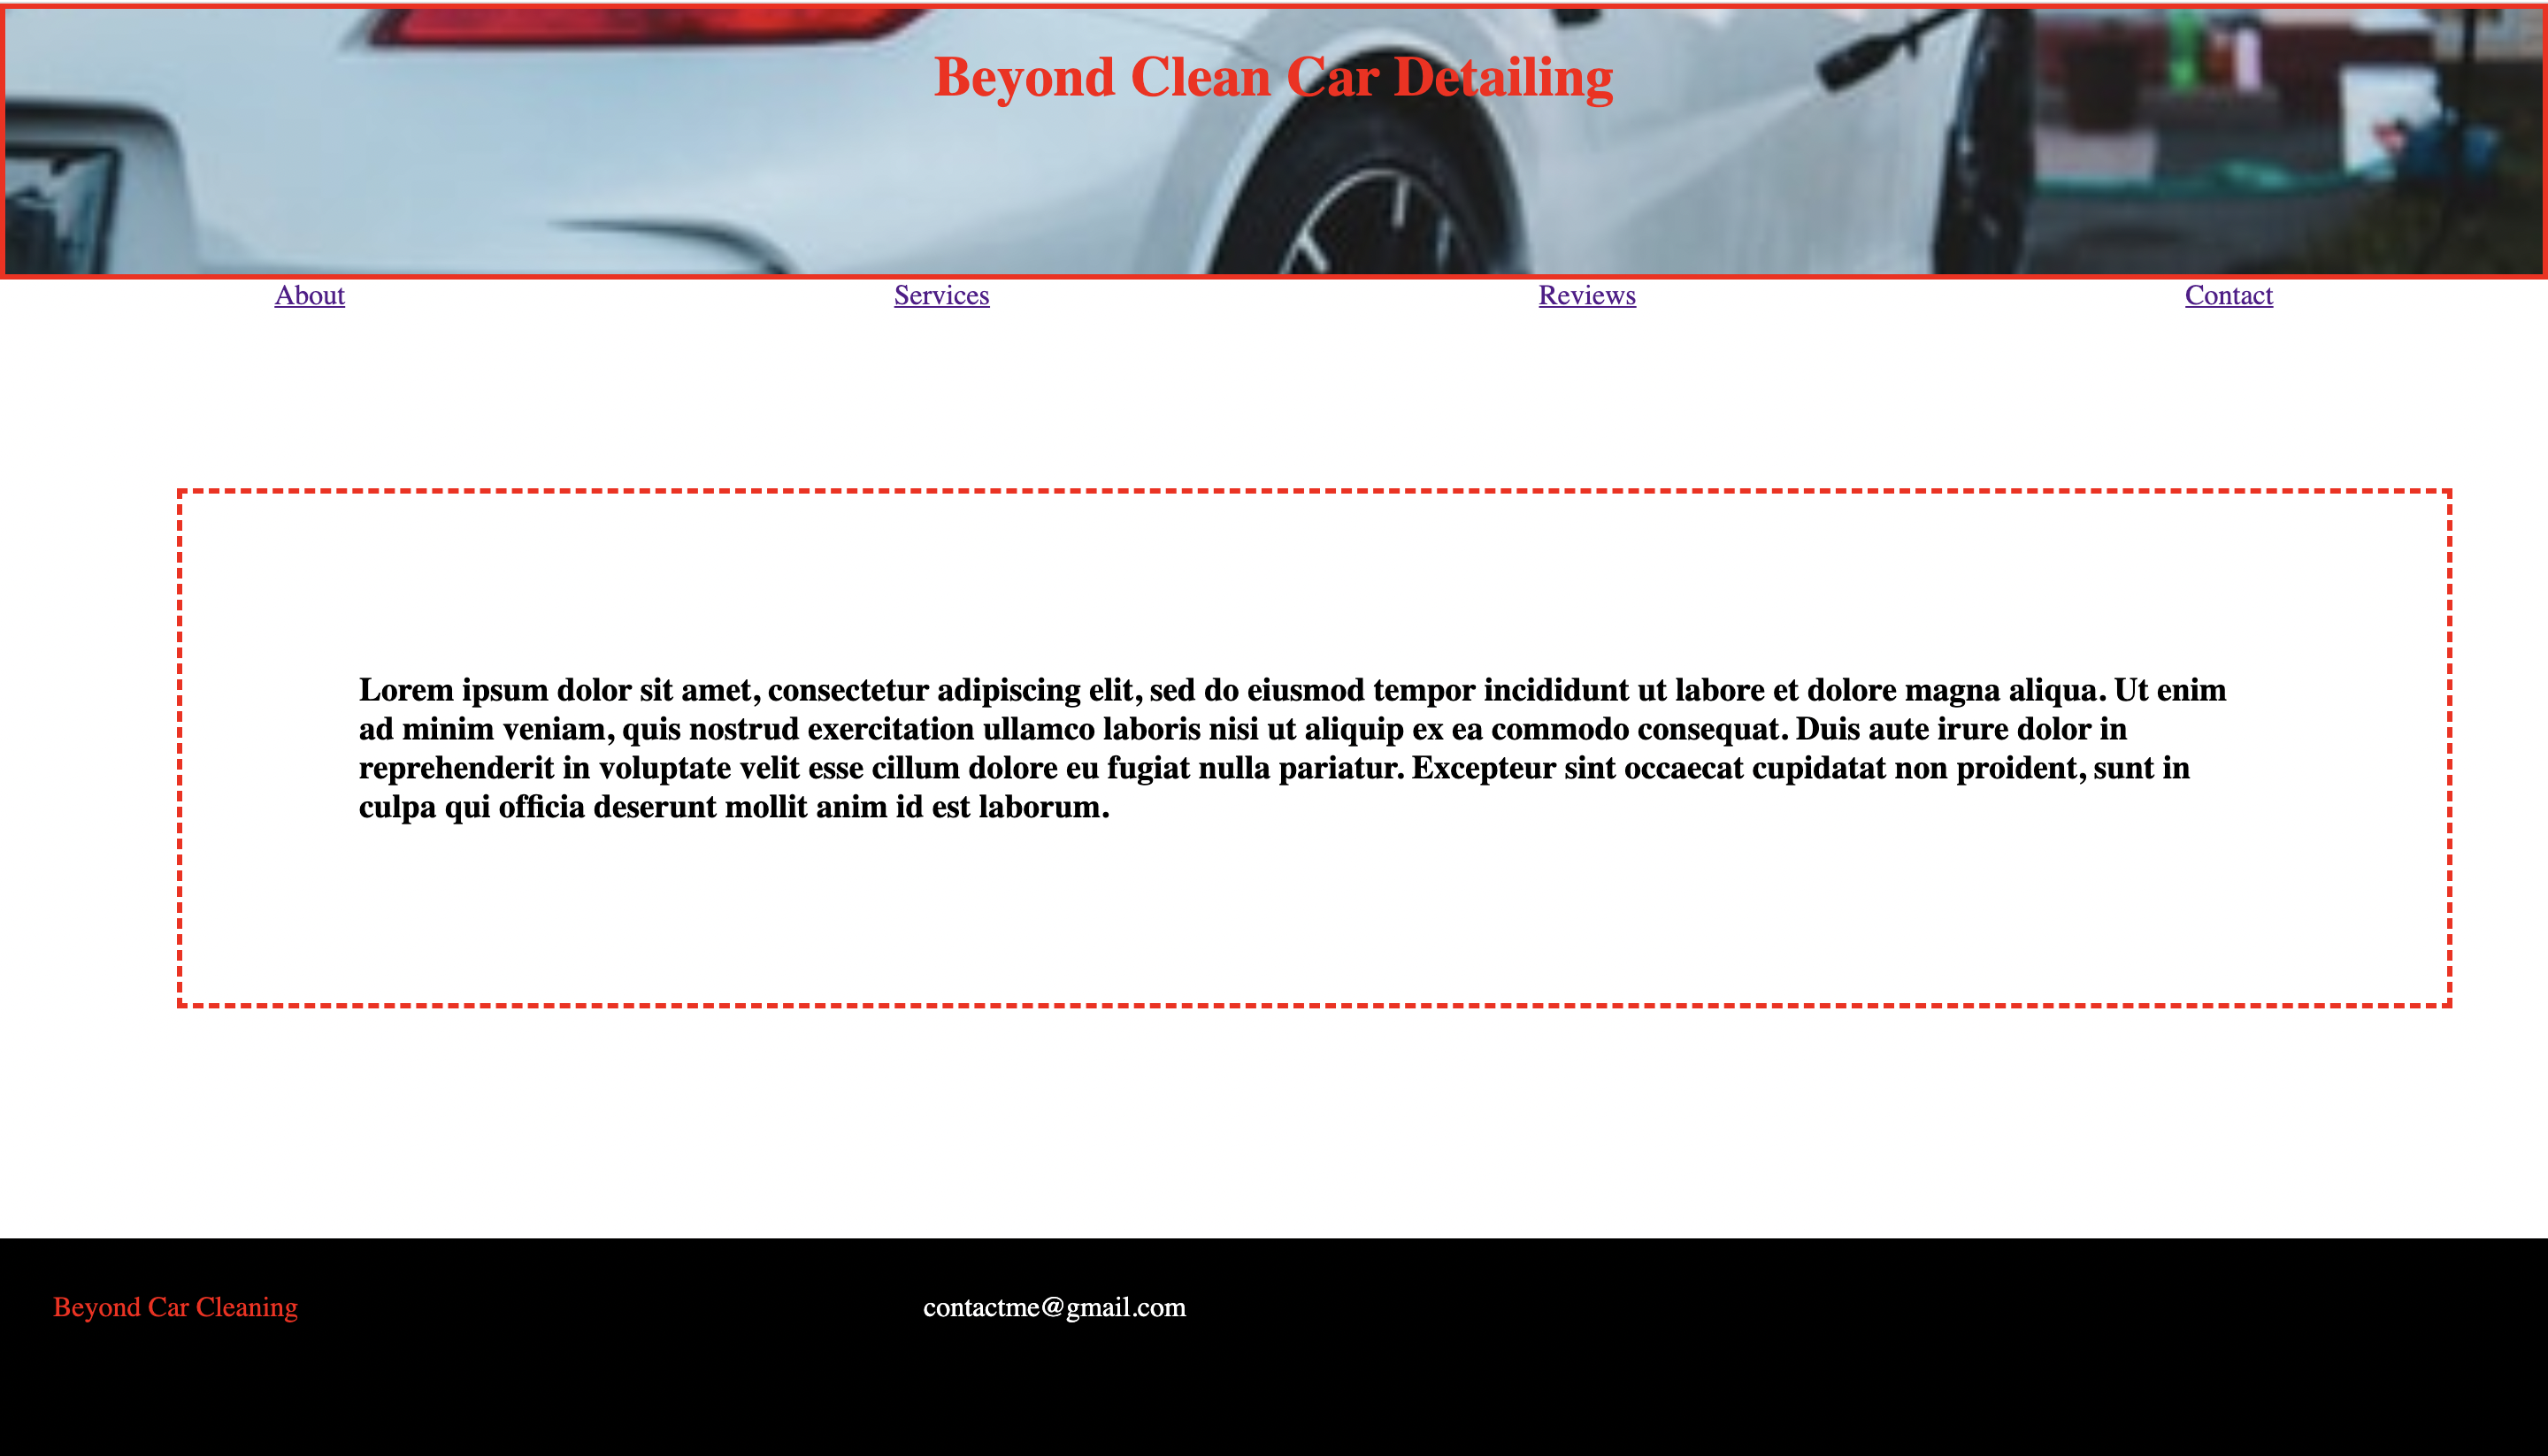 Beyond Clean Car Detailing
About Services Reviews Contact
Lorem ipsum dolor sit amet, consectetur adipiscing elit, sed do eiusmod tempor incididunt ut labore et dolore magna aliqua. Ut enim
ad minim veniam, quis nostrud exercitation ullamco laboris nisi ut aliquip ex ea commodo consequat. Duis aute irure dolor in
reprehenderit in voluptate velit esse cillum dolore eu fugiat nulla pariatur. Excepteur sint occaecat cupidatat non proident, sunt in
culpa qui officia deserunt mollit anim id est laborum.
Beyond Car Cleaning contactme@gmail.com